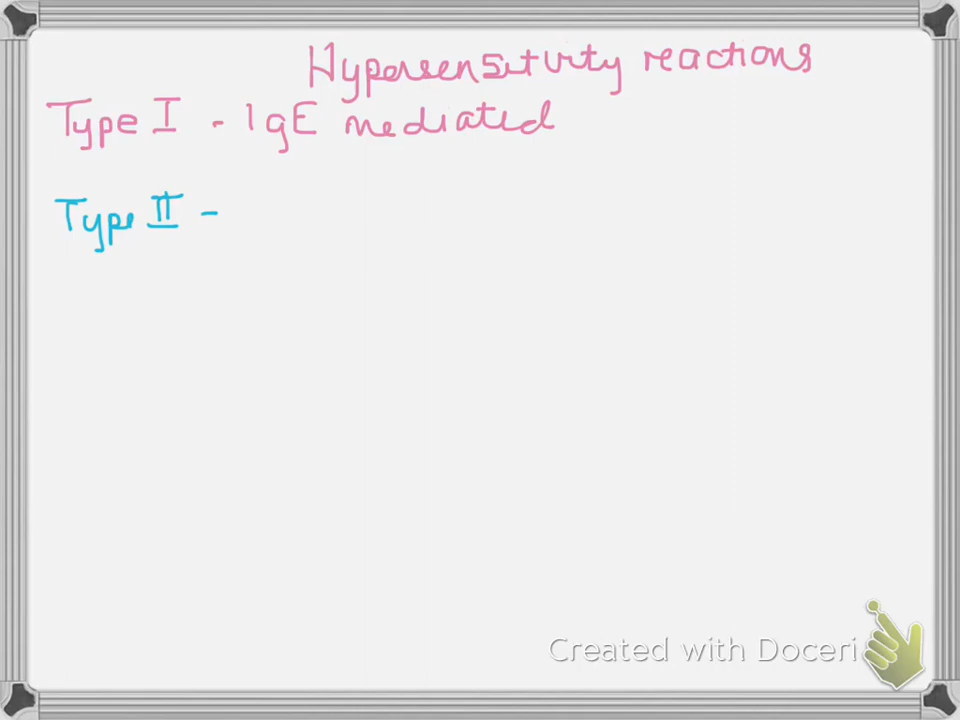 Hypersensitivity reactions
Type I - IgE mediated
Type II -
Created with Doceri